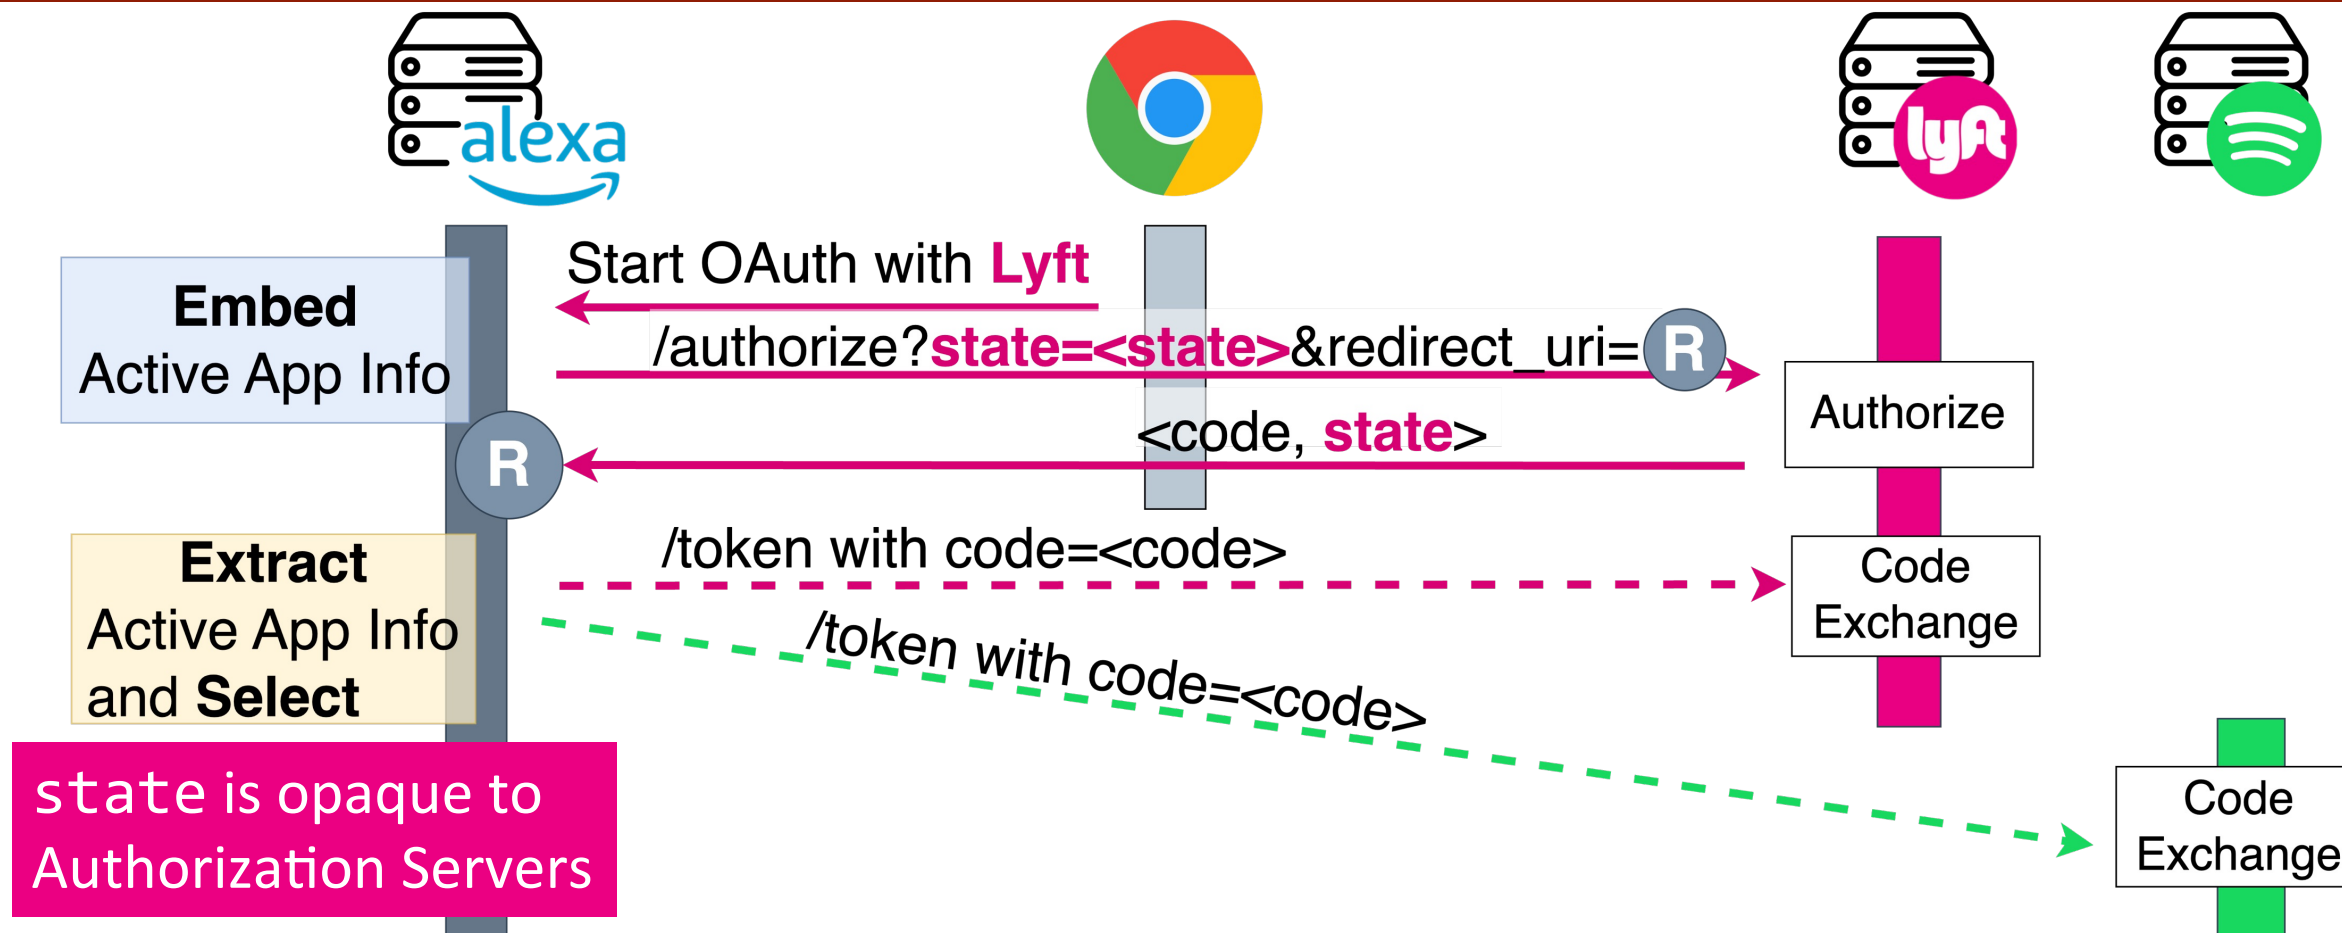 alexa
lyft
Start OAuth with Lyft
Embed
Active App Info
/authorize?state=<state>&redirect_uri= R
Authorize
<code, state>
R
/token with code=<code>
Code
Exchange
Extract
Active App Info
and Select
/token with code=<code>
state is opaque to
Authorization Servers
Code
Exchange